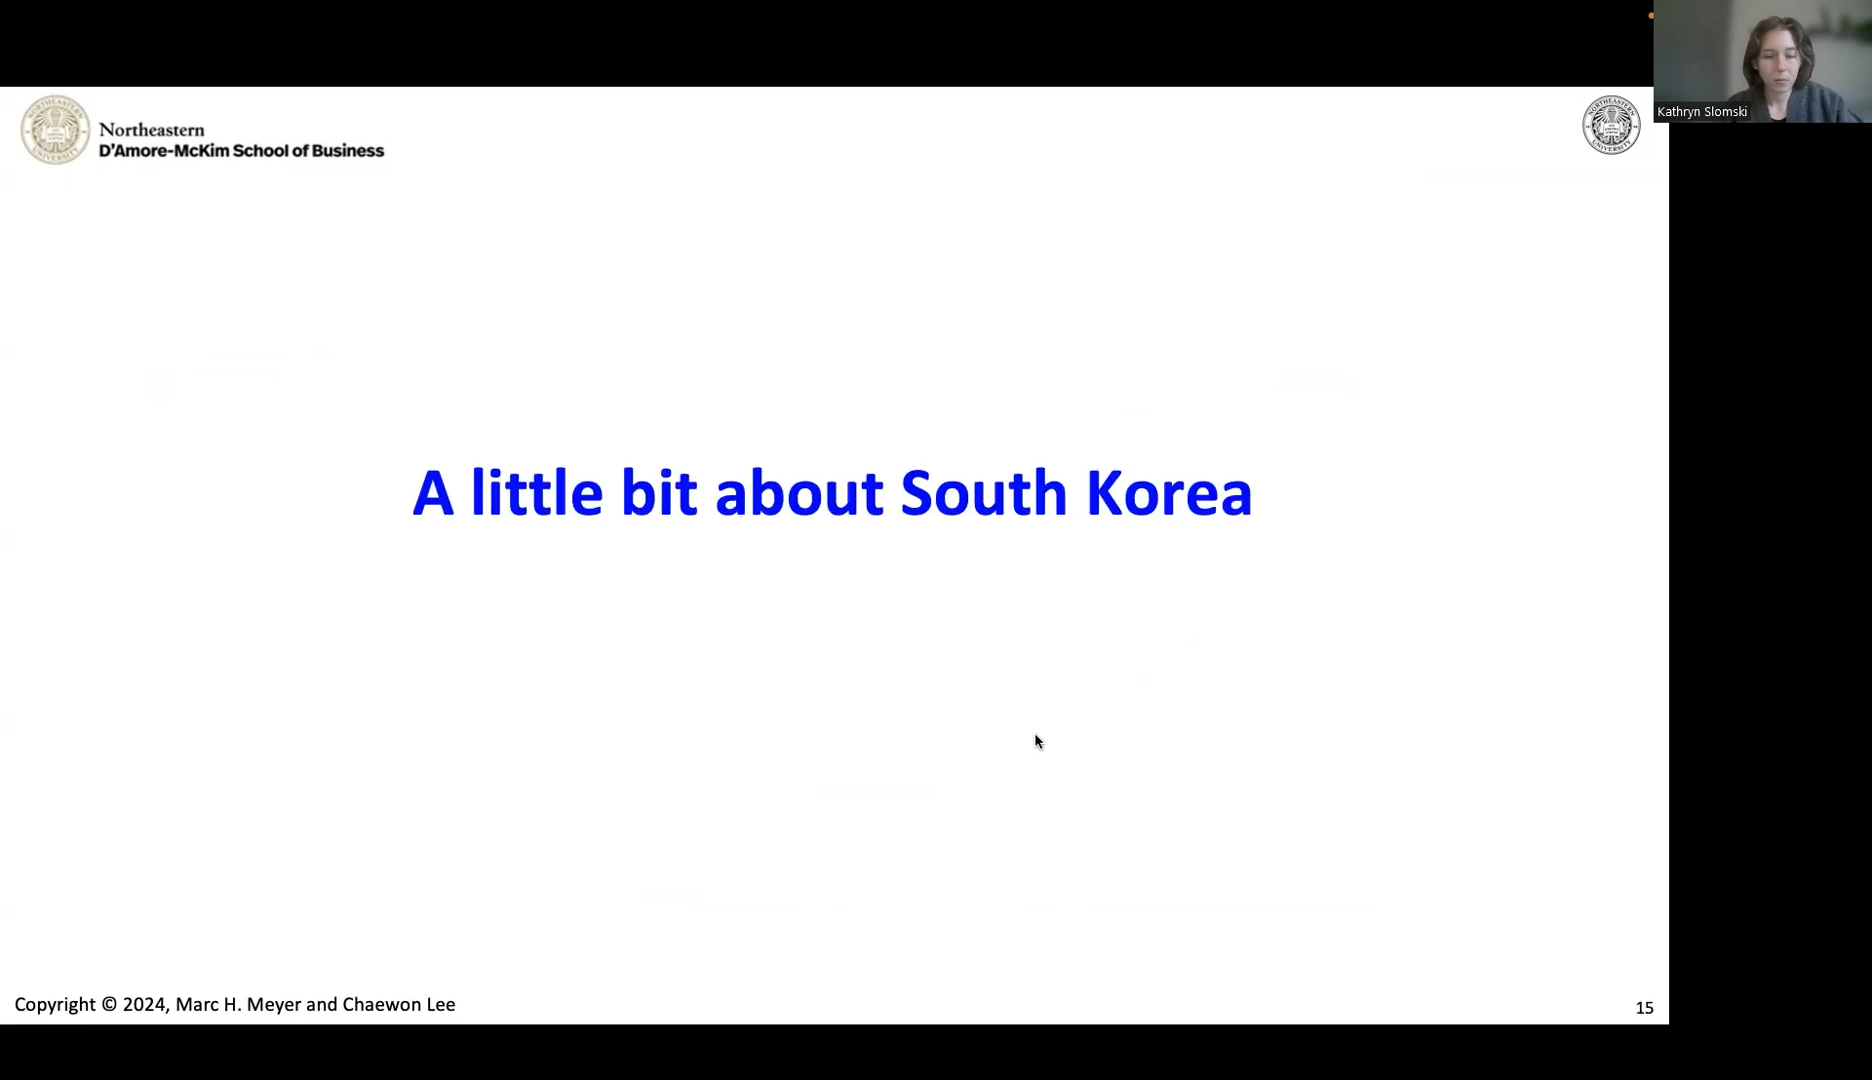 Kathryn Slomski
Northeastern
D'Amore-McKim School of Business
A little bit about South Korea
Copyright © 2024, Marc H. Meyer and Chaewon Lee
15